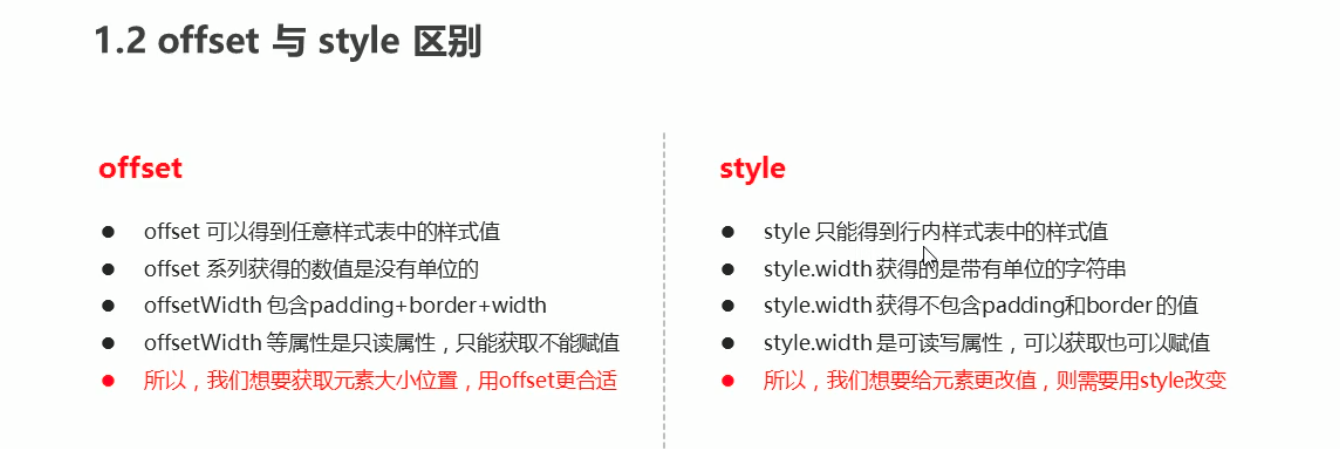 1.2 offset 与 style 区别
offset
● offset 可以得到任意样式表中的样式值
● offset 系列获得的数值是没有单位的
● offsetWidth 包含padding+border+width
● offsetWidth 等属性是只读属性，只能获取不能赋值
● 所以，我们想要获取元素大小位置，用offset更合适
style
● style 只能得到行内样式表中的样式值
● style.width 获得的是带有单位的字符串
● style.width 获得不包含padding和border 的值
● style.width 是可读写属性，可以获取也可以赋值
● 所以，我们想要给元素更改值，则需要用style改变